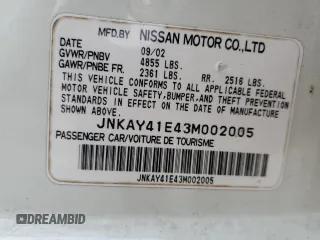 MFD.BY NISSAN MOTOR CO.,LTD
DATE 09/02
GVWR/PNBV 4855 LBS.
GAWR/PNBE FR. 2361 LBS. RR. 2516 LBS.
THIS VEHICLE CONFORMS TO ALL APPLICABLE FEDERAL
MOTOR VEHICLE SAFETY,BUMPER,AND THEFT PREVENTION
STANDARDS IN EFFECT ON THE DATE OF MANUFACTURE
SHOWN ABOVE.
JNKAY41E43M002005
PASSENGER CAR/VOITURE DE TOURISME
JNKAY41E43M002005
DREAMBID